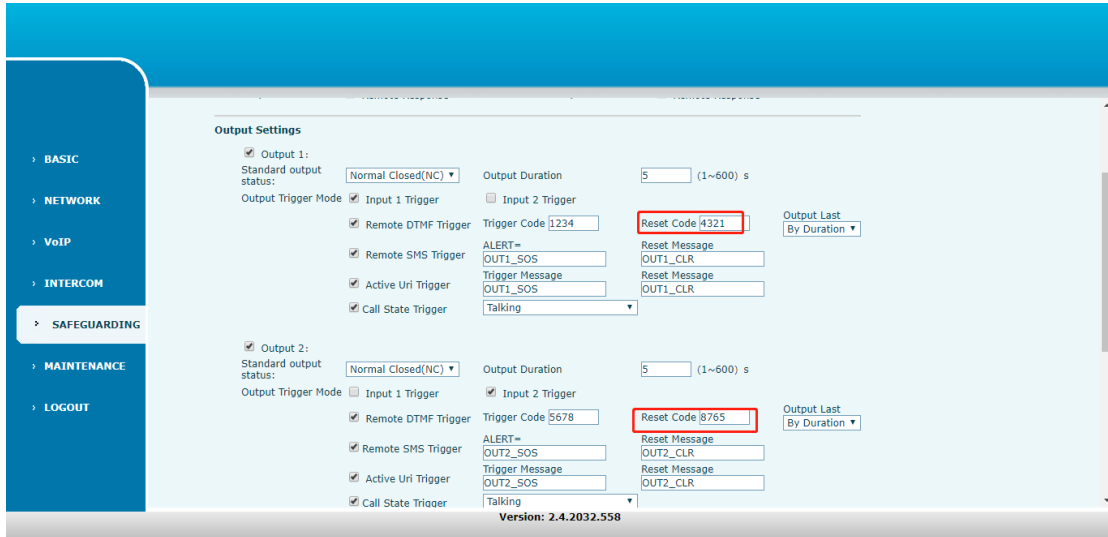 Output Settings
Output 1:
Standard output status:
Normal Closed(NC)
Output Duration
5
(1~600) s
Output Trigger Mode
Input 1 Trigger
Input 2 Trigger
Remote DTMF Trigger
Trigger Code 1234
Reset Code 4321
Output Last
By Duration
Remote SMS Trigger
ALERT=
OUT1_SOS
Reset Message
OUT1_CLR
Active Uri Trigger
Trigger Message
OUT1_SOS
Reset Message
OUT1_CLR
Call State Trigger
Talking
Output 2:
Standard output status:
Normal Closed(NC)
Output Duration
5
(1~600) s
Output Trigger Mode
Input 1 Trigger
Input 2 Trigger
Remote DTMF Trigger
Trigger Code 5678
Reset Code 8765
Output Last
By Duration
Remote SMS Trigger
ALERT=
OUT2_SOS
Reset Message
OUT2_CLR
Active Uri Trigger
Trigger Message
OUT2_SOS
Reset Message
OUT2_CLR
Call State Trigger
Talking
› BASIC
› NETWORK
› VoIP
› INTERCOM
› SAFEGUARDING
› MAINTENANCE
› LOGOUT
Version: 2.4.2032.558